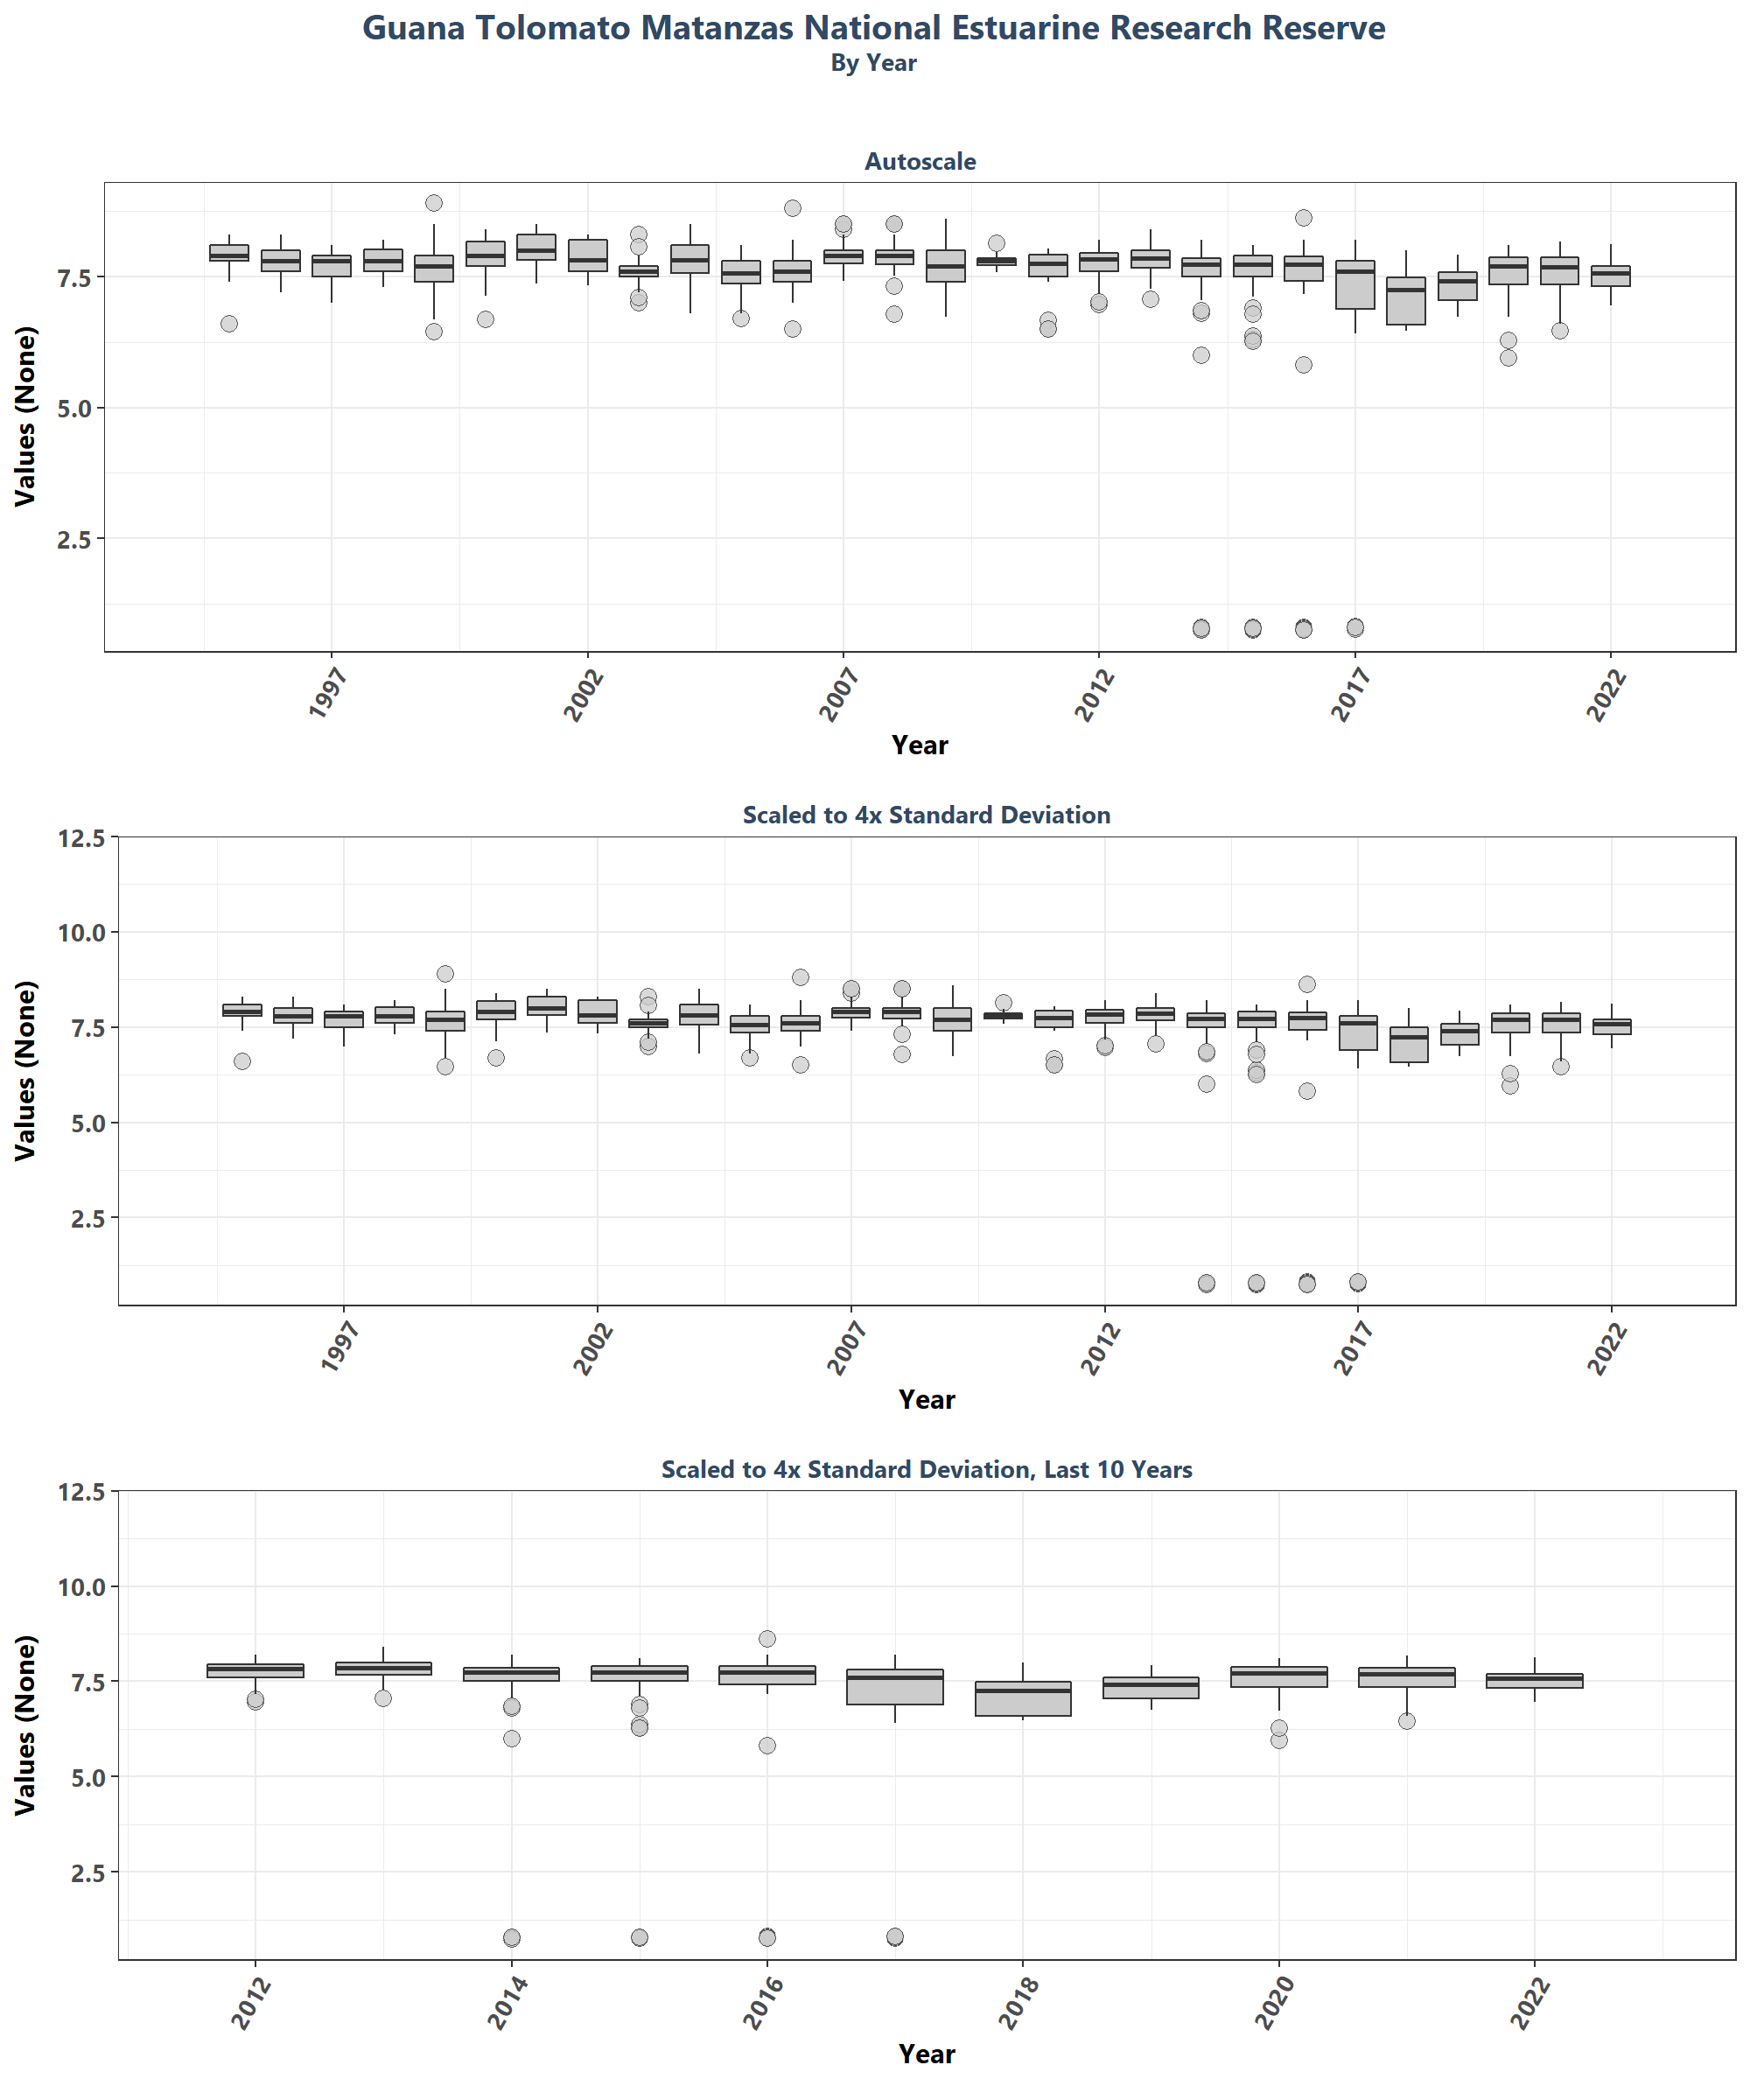 Guana Tolomato Matanzas National Estuarine Research Reserve
By Year
Autoscale
Values (None)
7.5
5.0
2.5
1997
2002
2007
2012
2017
2022
Year
Scaled to 4x Standard Deviation
Values (None)
12.5
10.0
7.5
5.0
2.5
1997
2002
2007
2012
2017
2022
Year
Scaled to 4x Standard Deviation, Last 10 Years
Values (None)
12.5
10.0
7.5
5.0
2.5
2012
2014
2016
2018
2020
2022
Year